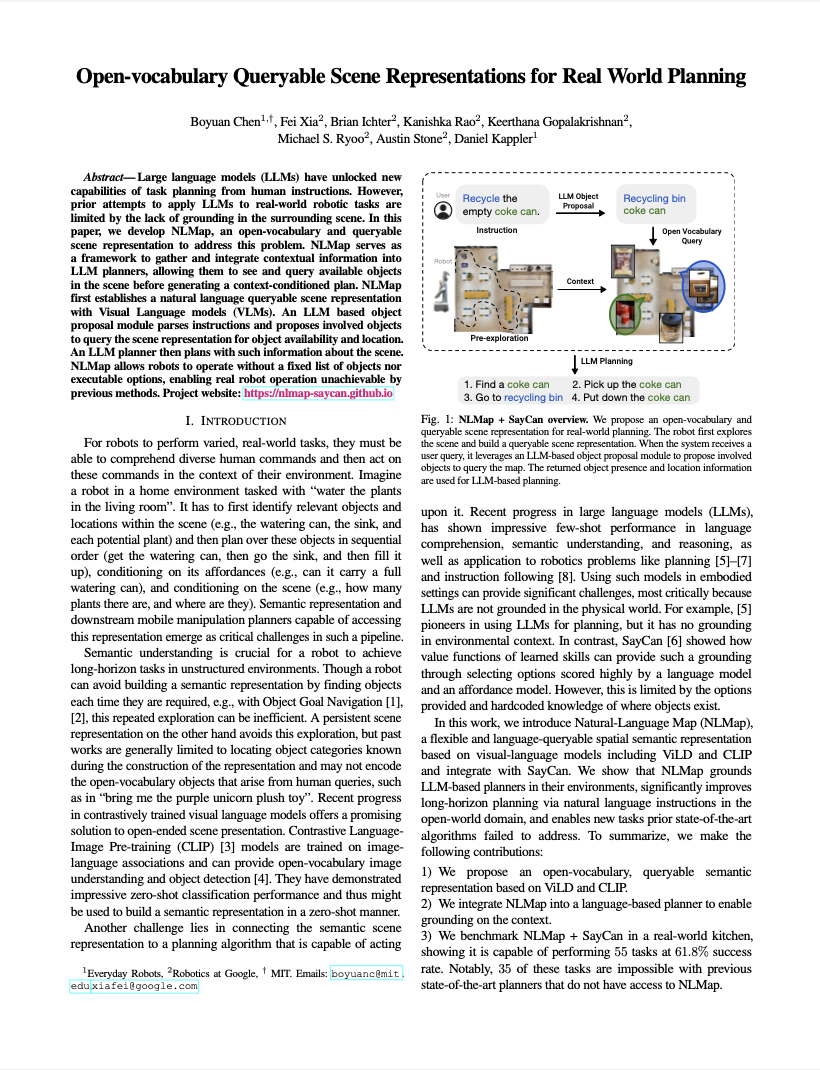 Open-vocabulary Queryable Scene Representations for Real World Planning
Boyuan Chen1,†, Fei Xia2, Brian Ichter2, Kanishka Rao2, Keerthana Gopalakrishnan2,
Michael S. Ryoo2, Austin Stone2, Daniel Kappler1
Abstract—Large language models (LLMs) have unlocked new
capabilities of task planning from human instructions. However,
prior attempts to apply LLMs to real-world robotic tasks are
limited by the lack of grounding in the surrounding scene. In this
paper, we develop NLMap, an open-vocabulary and queryable
scene representation to address this problem. NLMap serves as
a framework to gather and integrate contextual information into
LLM planners, allowing them to see and query available objects
in the scene before generating a context-conditioned plan. NLMap
first establishes a natural language queryable scene representation
with Visual Language models (VLMs). An LLM based object
proposal module parses instructions and proposes involved objects
to query the scene for object availability and location.
An LLM planner then plans with such information about the scene.
NLMap allows robots to operate without a fixed list of objects nor
executable options, enabling real robot operation unachievable by
previous methods. Project website: https://nlmap-saycan.github.io
I. INTRODUCTION
For robots to perform varied, real-world tasks, they must be
able to comprehend diverse human commands and then act on
these commands in the context of their environment. Imagine
a robot in a home environment tasked with “water the plants
in the living room”. It has to first identify relevant objects and
locations within the scene (e.g., the watering can, the sink, and
each potential plant) and then plan over these objects in sequential
order (get the watering can, then go the sink, and then fill it
up), conditioning on its affordances (e.g., can it carry a full
watering can), and conditioning on the scene (e.g., how many
plants there are, and where are they). Semantic representation and
downstream mobile manipulation planners capable of accessing
this representation emerge as critical challenges in such a pipeline.
Semantic understanding is crucial for a robot to achieve
long-horizon tasks in unstructured environments. Though a robot
can avoid building a semantic representation by finding objects
each time they are required, e.g., with Object Goal Navigation [1],
[2], this repeated exploration can be inefficient. A persistent scene
representation on the other hand avoids this exploration, but past
works are generally limited to locating object categories known
during the construction of the representation and may not encode
the open-vocabulary objects that arise from human queries, such
as in “bring me the purple unicorn plush toy”. Recent progress
in contrastively trained visual language models offers a promising
solution to open-ended scene presentation. Contrastive Language-
Image Pre-training (CLIP) [3] models are trained on image-
language associations and can provide open-vocabulary image
understanding and object detection [4]. They have demonstrated
impressive zero-shot classification performance and thus might
be used to build a semantic representation in a zero-shot manner.
Another challenge lies in connecting the semantic scene
representation to a planning algorithm that is capable of acting
1Everyday Robots, 2Robotics at Google, † MIT. Emails: boyuanc@mit.
edu xiafei@google.com
User
Recycle the
empty coke can.
LLM Object
Proposal
Recycling bin
coke can
Instruction
Open Vocabulary
Query
Robot
Context
Pre-exploration
LLM Planning
1. Find a coke can 2. Pick up the coke can
3. Go to recycling bin 4. Put down the coke can
Fig. 1: NLMap + SayCan overview. We propose an open-vocabulary and
queryable scene representation for real-world planning. The robot first explores
the scene and build a queryable scene representation. When the system receives a
user query, it leverages an LLM-based object proposal module to propose involved
objects to query the map. The returned object presence and location information
are used for LLM-based planning.
upon it. Recent progress in large language models (LLMs),
has shown impressive few-shot performance in language
comprehension, semantic understanding, and reasoning, as
well as application to robotics problems like planning [5]–[7]
and instruction following [8]. Using such models in embodied
settings can provide significant challenges, most critically because
LLMs are not grounded in the physical world. For example, [5]
pioneers in using LLMs for planning, but it has no grounding
in environmental context. In contrast, SayCan [6] showed how
value functions of learned skills can provide such a grounding
through selecting options scored highly by a language model
and an affordance model. However, this is limited by the options
provided and hardcoded knowledge of where objects exist.
In this work, we introduce Natural-Language Map (NLMap),
a flexible and language-queryable spatial semantic representation
based on visual-language models including ViLD and CLIP
and integrate with SayCan. We show that NLMap grounds
LLM-based planners in their environments, significantly improves
long-horizon planning via natural language instructions in the
open-world domain, and enables new tasks prior state-of-the-art
algorithms failed to address. To summarize, we make the
following contributions:
1) We propose an open-vocabulary, queryable semantic
representation based on ViLD and CLIP.
2) We integrate NLMap into a language-based planner to enable
grounding on the context.
3) We benchmark NLMap + SayCan in a real-world kitchen,
showing it is capable of performing 55 tasks at 61.8% success
rate. Notably, 35 of these tasks are impossible with previous
state-of-the-art planners that do not have access to NLMap.